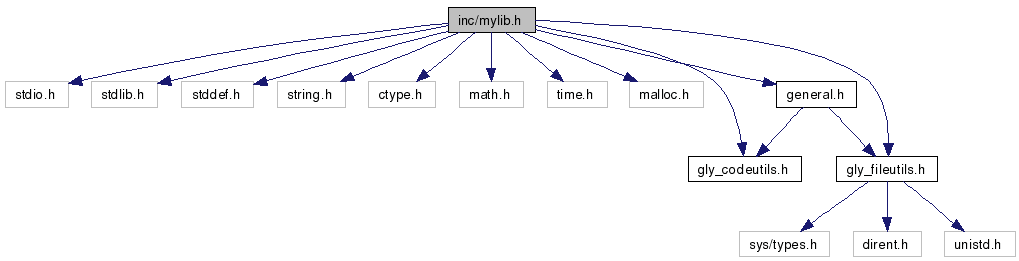 inc/mylib.h
stdio.h
stdlib.h
stddef.h
string.h
ctype.h
math.h
time.h
malloc.h
general.h
gly_codeutils.h
gly_fileutils.h
sys/types.h
dirent.h
unistd.h